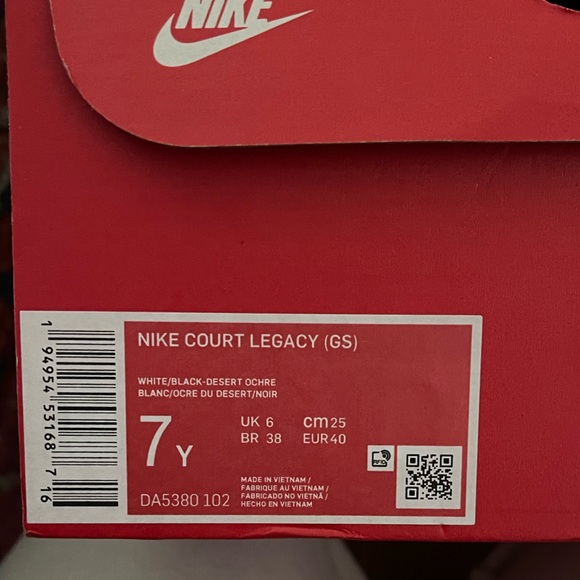 NIKE
NIKE COURT LEGACY (GS)
WHITE/BLACK-DESERT OCHRE
BLANC/OCRE DU DESERT/NOIR
7Y
UK 6 cm 25
BR 38 EUR 40
DA5380 102
MADE IN VIETNAM /
FABRIQUE AU VIETNAM /
FABRICADO NO VIETNÃ /
HECHO EN VIETNAM
1 94954 53168 7 16